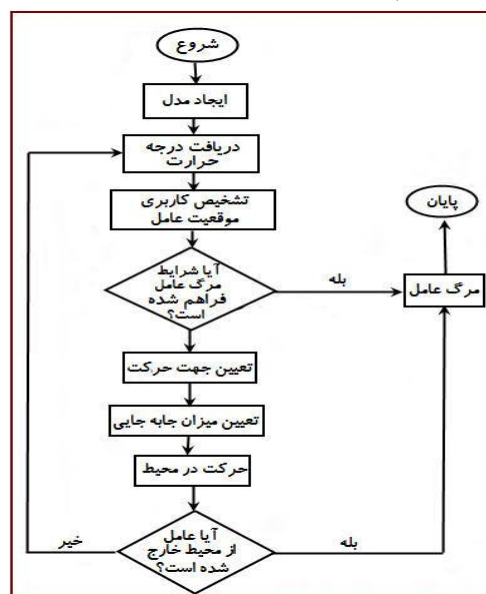 شروع
ایجاد مدل
دریافت درجه
حرارت
تشخیص کاربری
موقعیت عامل
پایان
آیا شرایط
مرگ عامل
فراهم شده
است؟
بله
مرگ عامل
تعیین جهت حرکت
تعیین میزان جابه جایی
حرکت در محیط
آیا عامل
از محیط خارج
شده است؟
خیر
بله